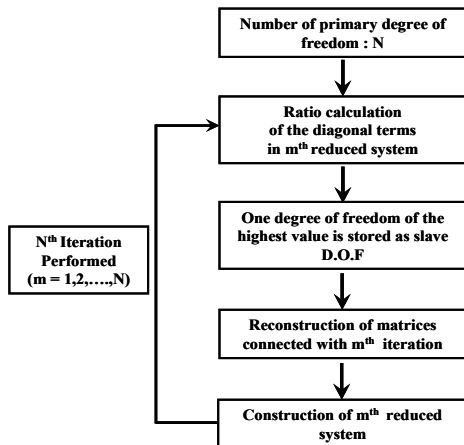 Number of primary degree of
freedom : N
Ratio calculation
of the diagonal terms
in mth reduced system
One degree of freedom of the
highest value is stored as slave
D.O.F
Nth Iteration
Performed
(m = 1,2,….,N)
Reconstruction of matrices
connected with mth iteration
Construction of mth reduced
system